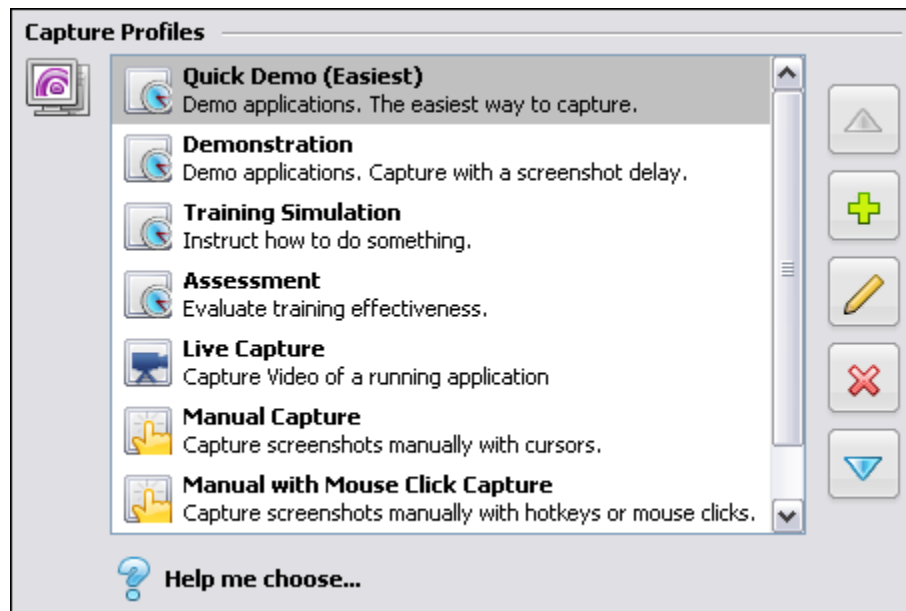 Capture Profiles
Quick Demo (Easiest)
Demo applications. The easiest way to capture.
Demonstration
Demo applications. Capture with a screenshot delay.
Training Simulation
Instruct how to do something.
Assessment
Evaluate training effectiveness.
Live Capture
Capture Video of a running application
Manual Capture
Capture screenshots manually with cursors.
Manual with Mouse Click Capture
Capture screenshots manually with hotkeys or mouse clicks.
Help me choose...